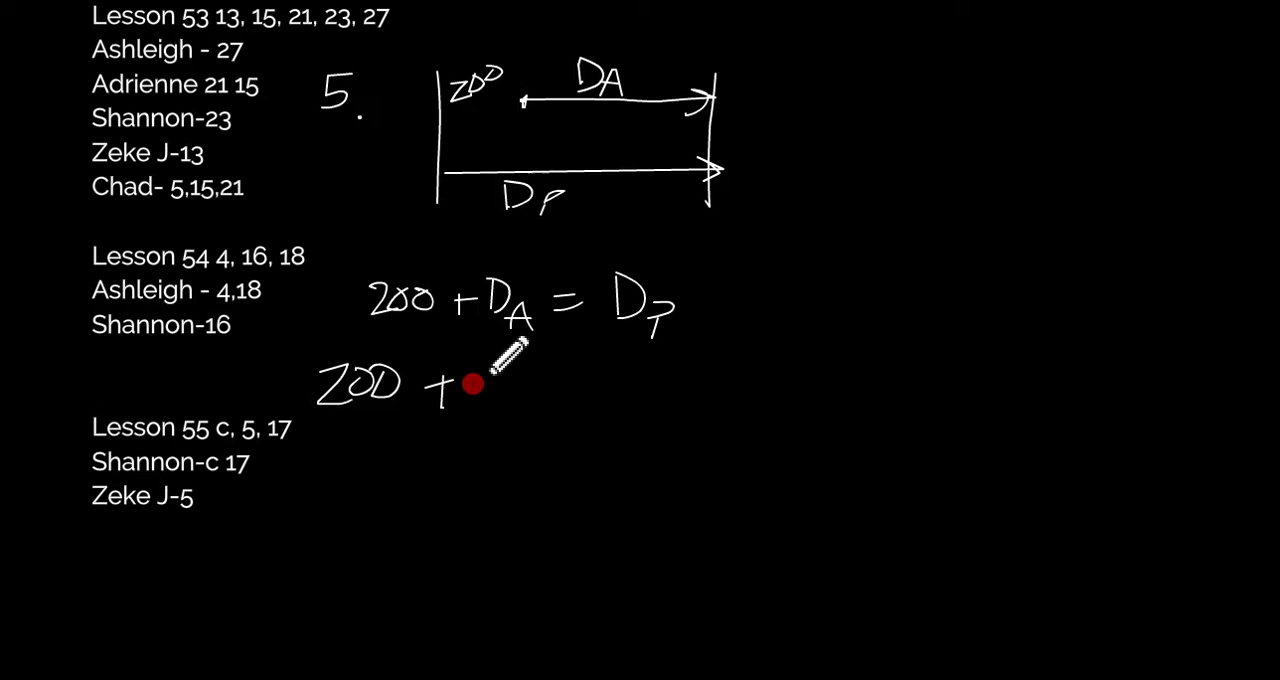 Lesson 53 13, 15, 21, 23, 27
Ashleigh - 27
Adrienne 21 15
Shannon-23
Zeke J-13
Chad- 5,15,21
Lesson 54 4, 16, 18
Ashleigh - 4,18
Shannon-16
Lesson 55 c, 5, 17
Shannon-c 17
Zeke J-5
5.
200 DA
DP
200 + DA = DP
200 +